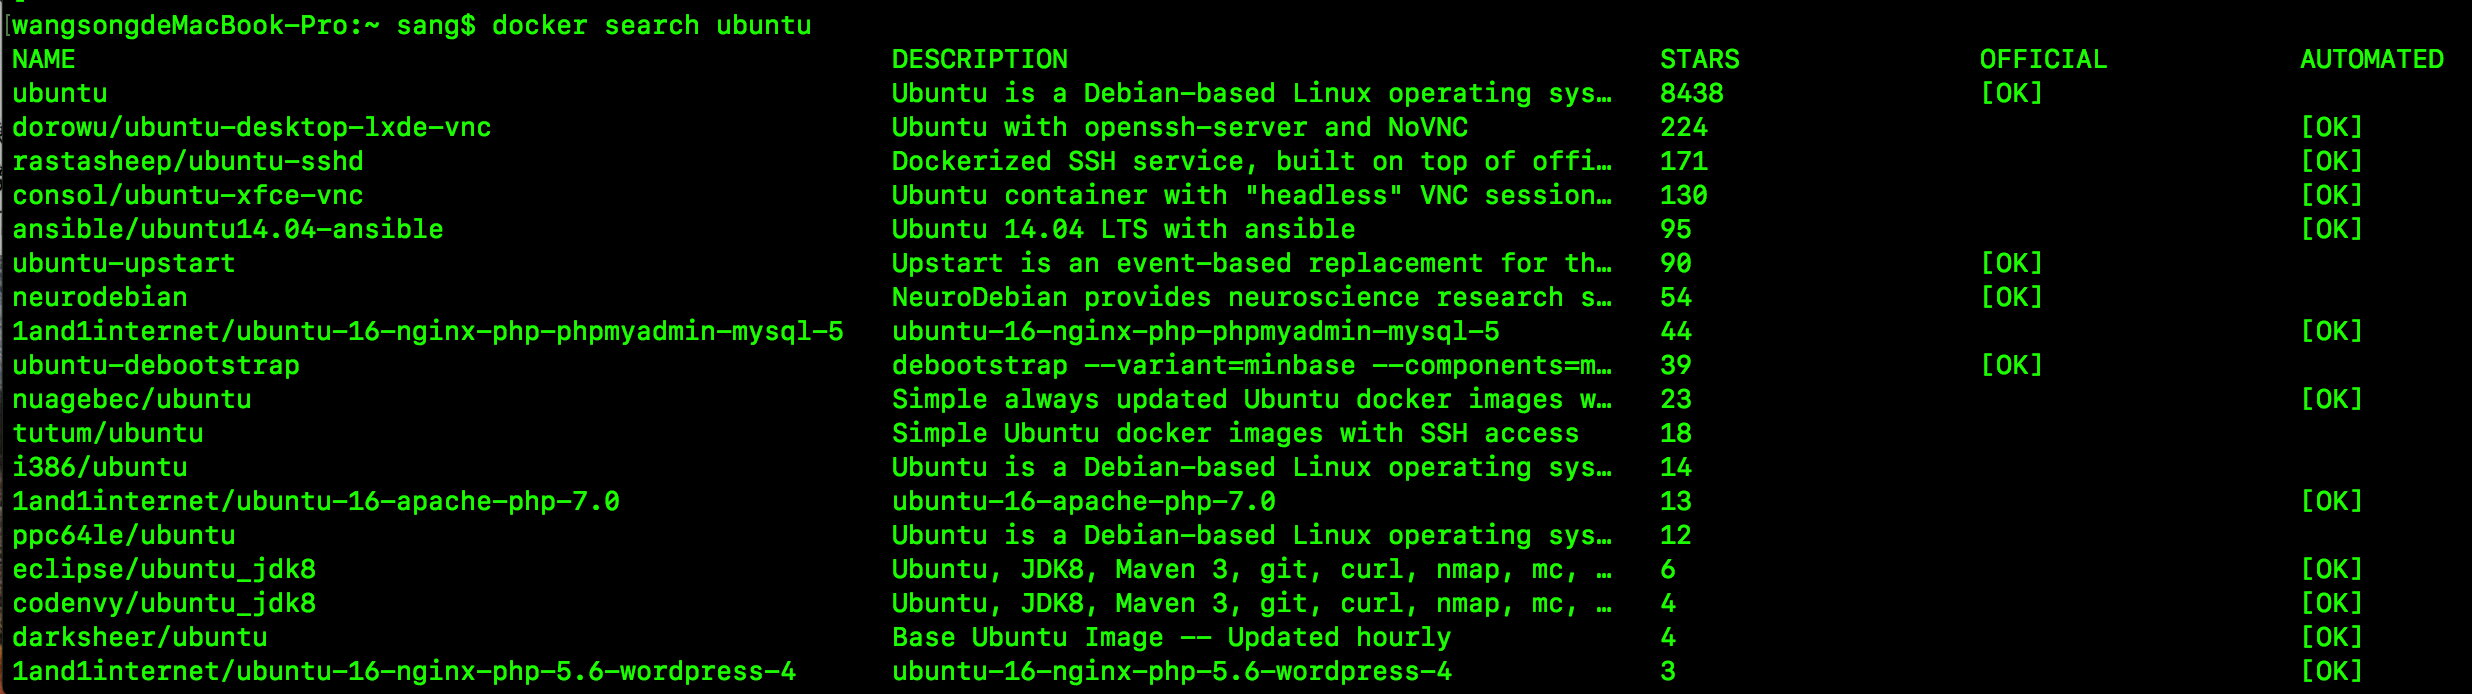 wangsongdeMacBook-Pro:~ sang$ docker search ubuntu
NAME DESCRIPTION STARS OFFICIAL AUTOMATED
ubuntu Ubuntu is a Debian-based Linux operating sys… 8438 [OK]
dorowu/ubuntu-desktop-lxde-vnc Ubuntu with openssh-server and NoVNC 224 [OK]
rastasheep/ubuntu-sshd Dockerized SSH service, built on top of offi… 171 [OK]
consol/ubuntu-xfce-vnc Ubuntu container with "headless" VNC session… 130 [OK]
ansible/ubuntu14.04-ansible Ubuntu 14.04 LTS with ansible 95 [OK]
ubuntu-upstart Upstart is an event-based replacement for th… 90 [OK]
neurodebian NeuroDebian provides neuroscience research s… 54 [OK]
1and1internet/ubuntu-16-nginx-php-phpmyadmin-mysql-5 ubuntu-16-nginx-php-phpmyadmin-mysql-5 44 [OK]
ubuntu-debootstrap debootstrap --variant=minbase --components=m… 39 [OK]
nuagebec/ubuntu Simple always updated Ubuntu docker images w… 23 [OK]
tutum/ubuntu Simple Ubuntu docker images with SSH access 18
i386/ubuntu Ubuntu is a Debian-based Linux operating sys… 14
1and1internet/ubuntu-16-apache-php-7.0 ubuntu-16-apache-php-7.0 13 [OK]
ppc64le/ubuntu Ubuntu is a Debian-based Linux operating sys… 12
eclipse/ubuntu_jdk8 Ubuntu, JDK8, Maven 3, git, curl, nmap, mc, … 6 [OK]
codenvy/ubuntu_jdk8 Ubuntu, JDK8, Maven 3, git, curl, nmap, mc, … 4 [OK]
darksheer/ubuntu Base Ubuntu Image -- Updated hourly 4 [OK]
1and1internet/ubuntu-16-nginx-php-5.6-wordpress-4 ubuntu-16-nginx-php-5.6-wordpress-4 3 [OK]